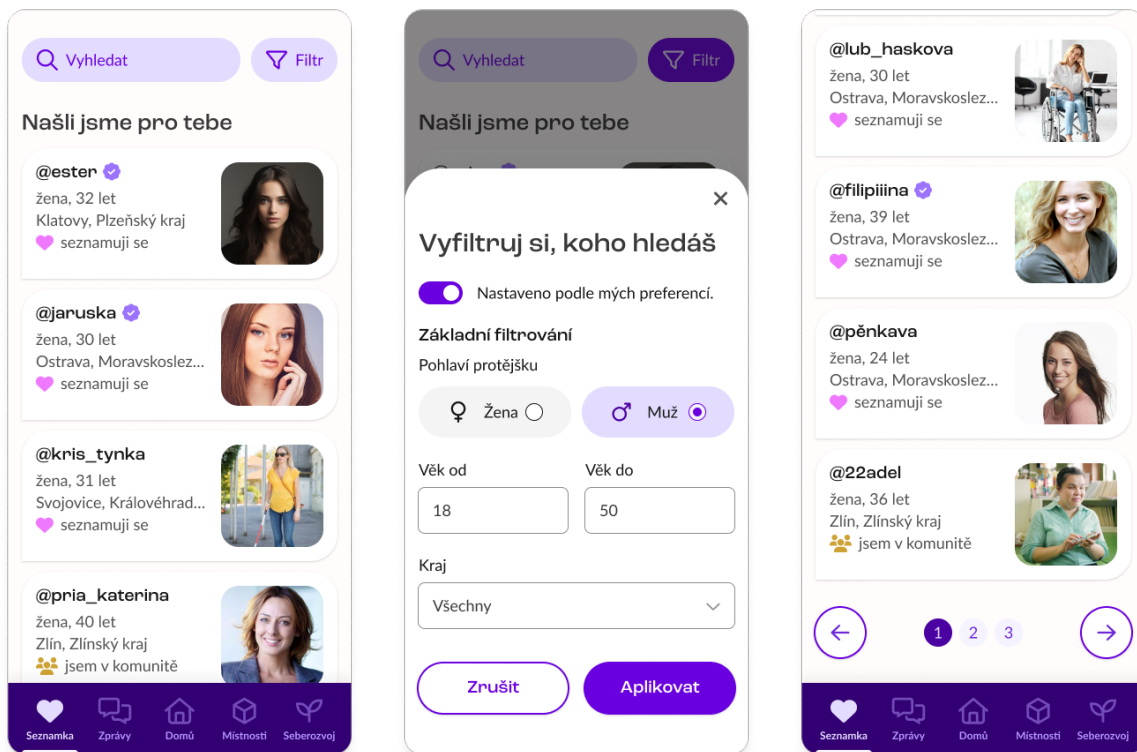 Vyhledat
Filtr
Našli jsme pro tebe
@ester
žena, 32 let
Klatovy, Plzeňský kraj
seznamuji se
@jaruska
žena, 30 let
Ostrava, Moravskoslez...
seznamuji se
@kris_tynka
žena, 31 let
Svojovice, Královéhrad...
seznamuji se
@pria_katerina
žena, 40 let
Zlín, Zlínský kraj
jsem v komunitě
Seznamka
Zprávy
Domů
Místnosti
Seberozvoj
Vyhledat
Filtr
Našli jsme pro tebe
Vyfiltruj si, koho hledáš
Nastaveno podle mých preferencí.
Základní filtrování
Pohlaví protějšku
Žena
Muž
Věk od
Věk do
18
50
Kraj
Všechny
Zrušit
Aplikovat
@lub_haskova
žena, 30 let
Ostrava, Moravskoslez...
seznamuji se
@filipiiina
žena, 39 let
Ostrava, Moravskoslez...
seznamuji se
@pěnkava
žena, 24 let
Ostrava, Moravskoslez...
seznamuji se
@22adel
žena, 36 let
Zlín, Zlínský kraj
jsem v komunitě
1 2 3
Seznamka
Zprávy
Domů
Místnosti
Seberozvoj